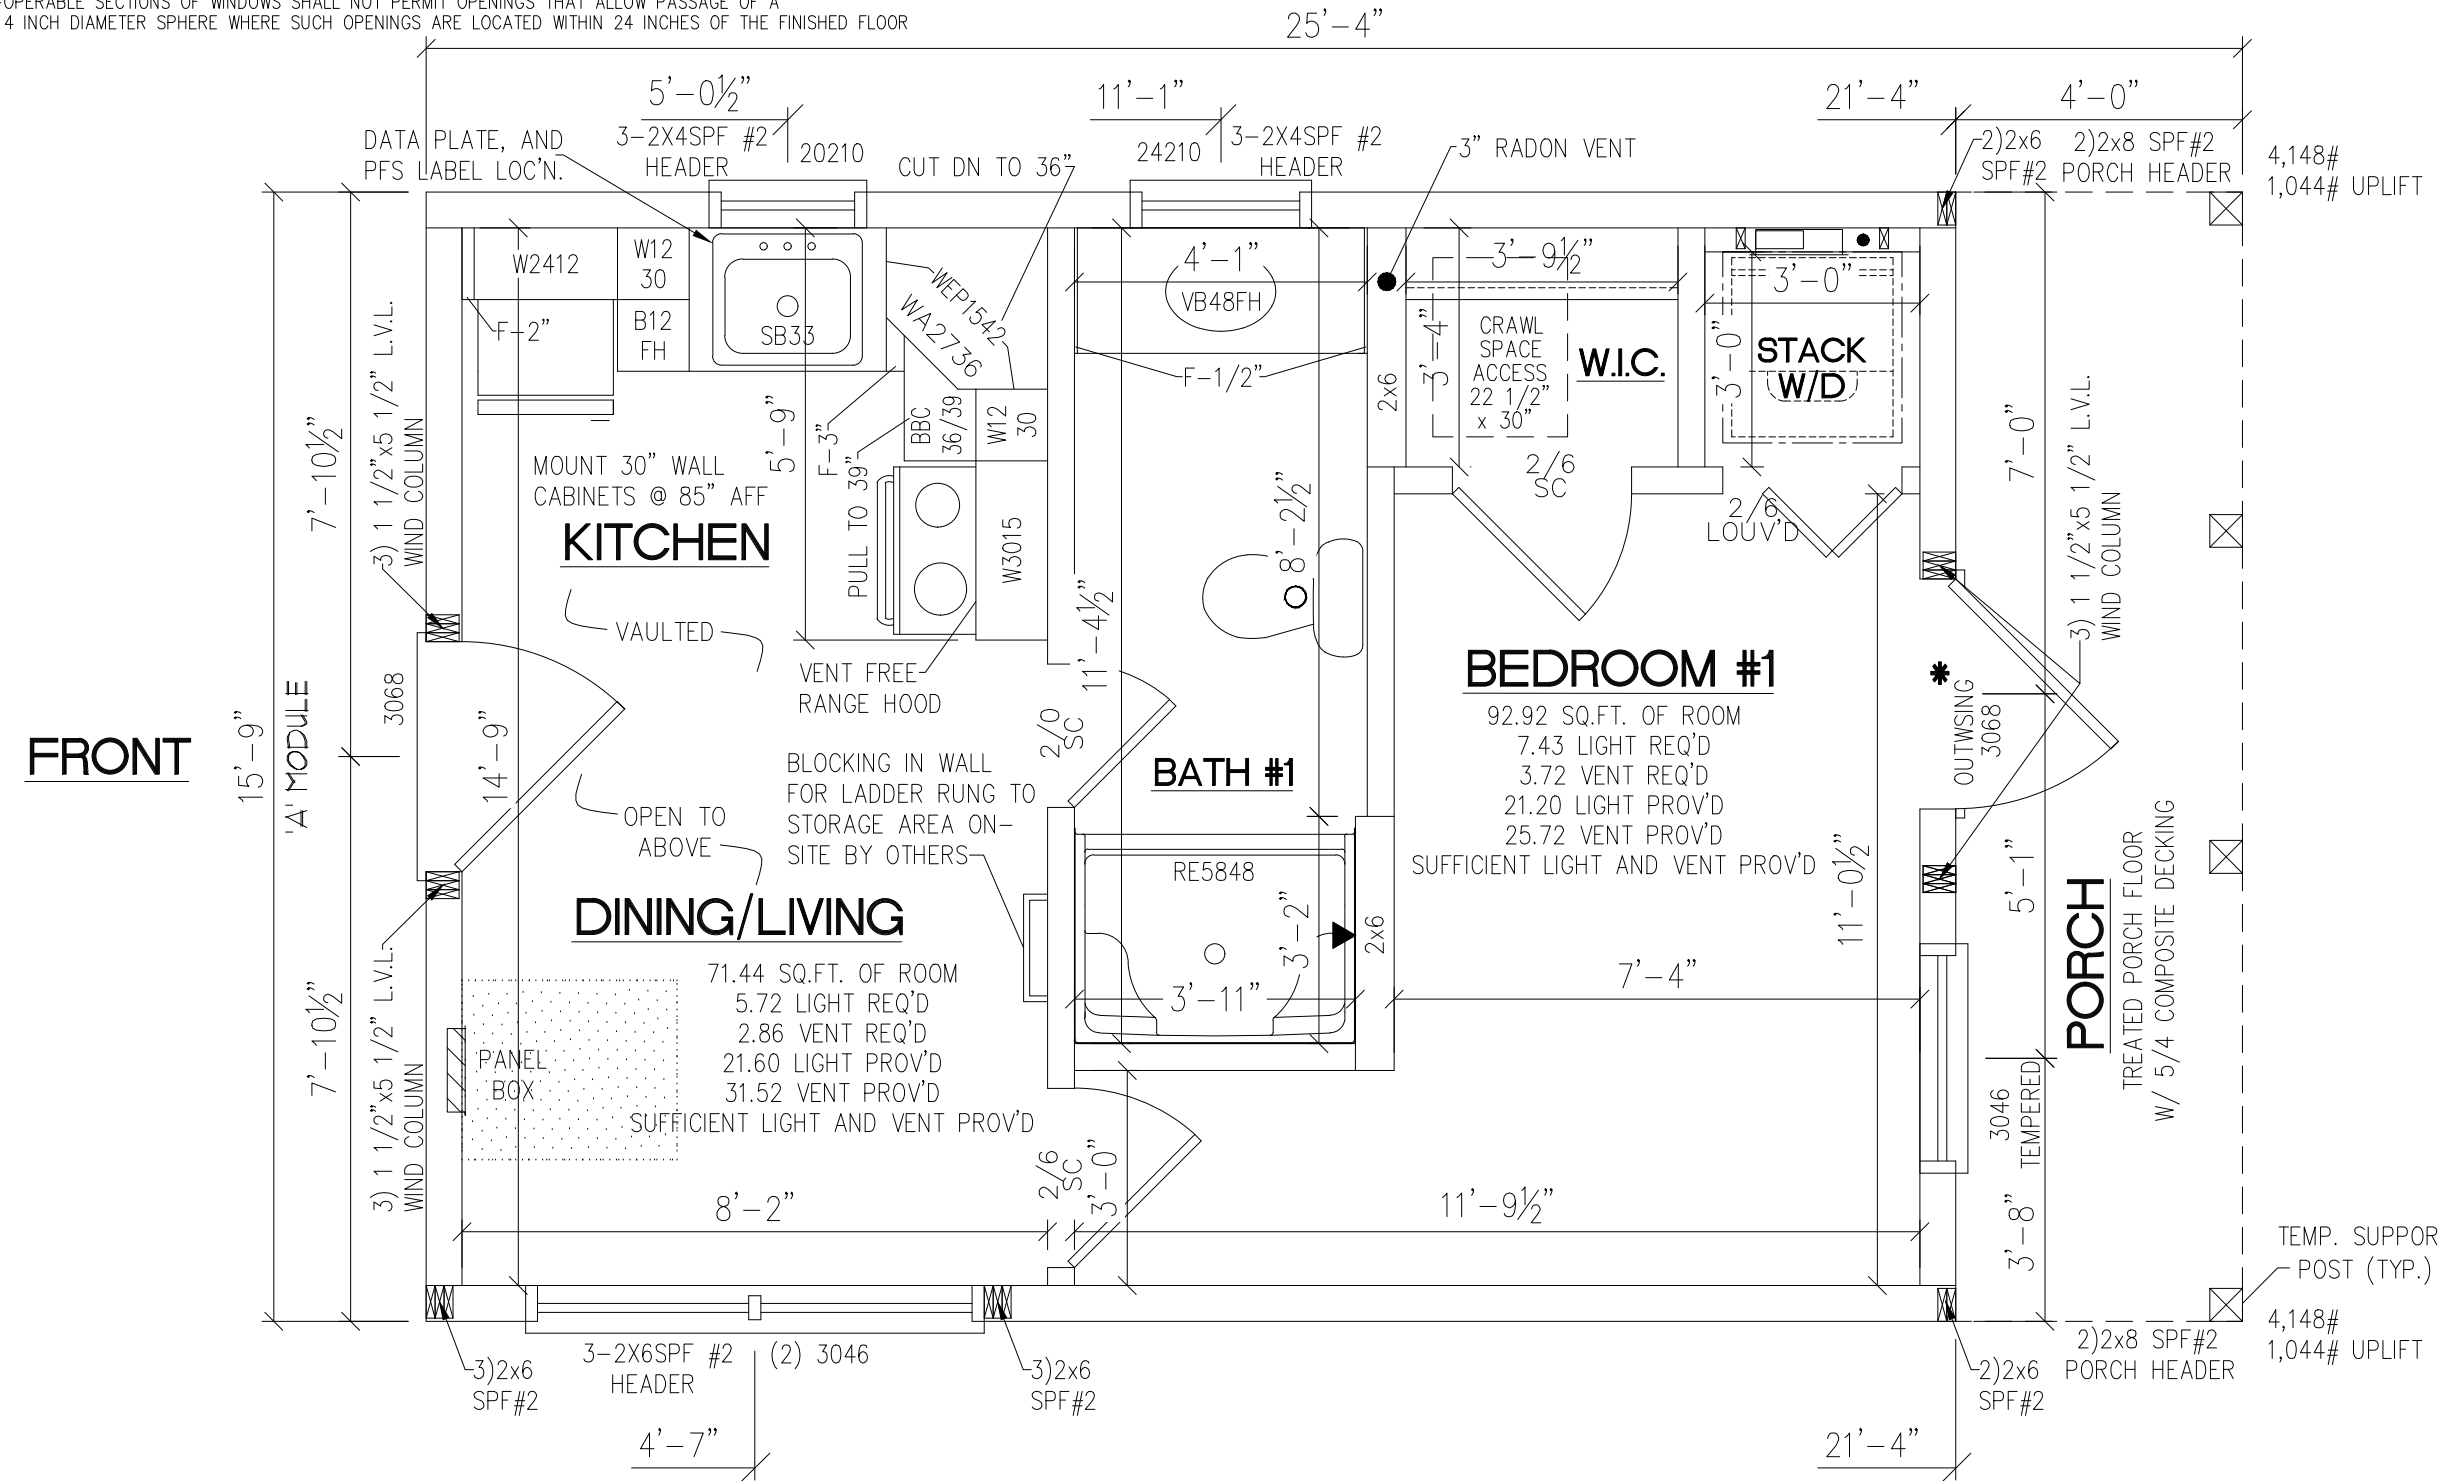 OPERABLE SECTIONS OF WINDOWS SHALL NOT PERMIT OPENINGS THAT ALLOW PASSAGE OF A
4 INCH DIAMETER SPHERE WHERE SUCH OPENINGS ARE LOCATED WITHIN 24 INCHES OF THE FINISHED FLOOR
25'-4"
5'-0½"
11'-1"
21'-4"
4'-0"
DATA PLATE, AND
PFS LABEL LOC'N.
3-2X4SPF #2
HEADER
20210
CUT DN TO 36"
24210
3-2X4SPF #2
HEADER
3" RADON VENT
2)2x6
SPF#2
2)2x8 SPF#2
PORCH HEADER
4,148#
1,044# UPLIFT
W2412
W12
30
B12
FH
F-2"
SB33
WEP1542
WA2736
4'-1"
VB48FH
F-1/2"
3'-9½"
3'-4"
CRAWL
SPACE
ACCESS
22 1/2"
x 30"
W.I.C.
2x6
3'-0"
3'-0"
STACK
W/D
3) 1 1/2"x5 1/2" L.V.L.
WIND COLUMN
7'-10½"
5'-9"
F-3"
BBC
36/39
W12
30
PULL TO 39"
W3015
MOUNT 30" WALL
CABINETS @ 85" AFF
KITCHEN
VAULTED
VENT FREE
RANGE HOOD
8'-2½"
11'-4½"
2/6
SC
2/6
LOUV'D
7'-0"
3) 1 1/2"x5 1/2" L.V.L.
WIND COLUMN
BEDROOM #1
92.92 SQ.FT. OF ROOM
7.43 LIGHT REQ'D
3.72 VENT REQ'D
21.20 LIGHT PROV'D
25.72 VENT PROV'D
SUFFICIENT LIGHT AND VENT PROV'D
*
OUTWSING
3068
FRONT
15'-9"
'A' MODULE
3068
14'-9"
2/0
SC
BATH #1
BLOCKING IN WALL
FOR LADDER RUNG TO
STORAGE AREA ON-
SITE BY OTHERS
OPEN TO
ABOVE
DINING/LIVING
71.44 SQ.FT. OF ROOM
5.72 LIGHT REQ'D
2.86 VENT REQ'D
21.60 LIGHT PROV'D
31.52 VENT PROV'D
SUFFICIENT LIGHT AND VENT PROV'D
RE5848
3'-2"
3'-11"
2x6
7'-4"
11'-0½"
5'-1"
PORCH
TREATED PORCH FLOOR
W/ 5/4 COMPOSITE DECKING
7'-10½"
3) 1 1/2"x5 1/2" L.V.L.
WIND COLUMN
PANEL
BOX
8'-2"
2/6
SC
3'-0"
11'-9½"
3046
TEMPERED
3'-8"
TEMP. SUPPOR
POST (TYP.)
4,148#
1,044# UPLIFT
3)2x6
SPF#2
3-2X6SPF #2
HEADER
(2) 3046
3)2x6
SPF#2
2)2x6
SPF#2
2)2x8 SPF#2
PORCH HEADER
4'-7"
21'-4"